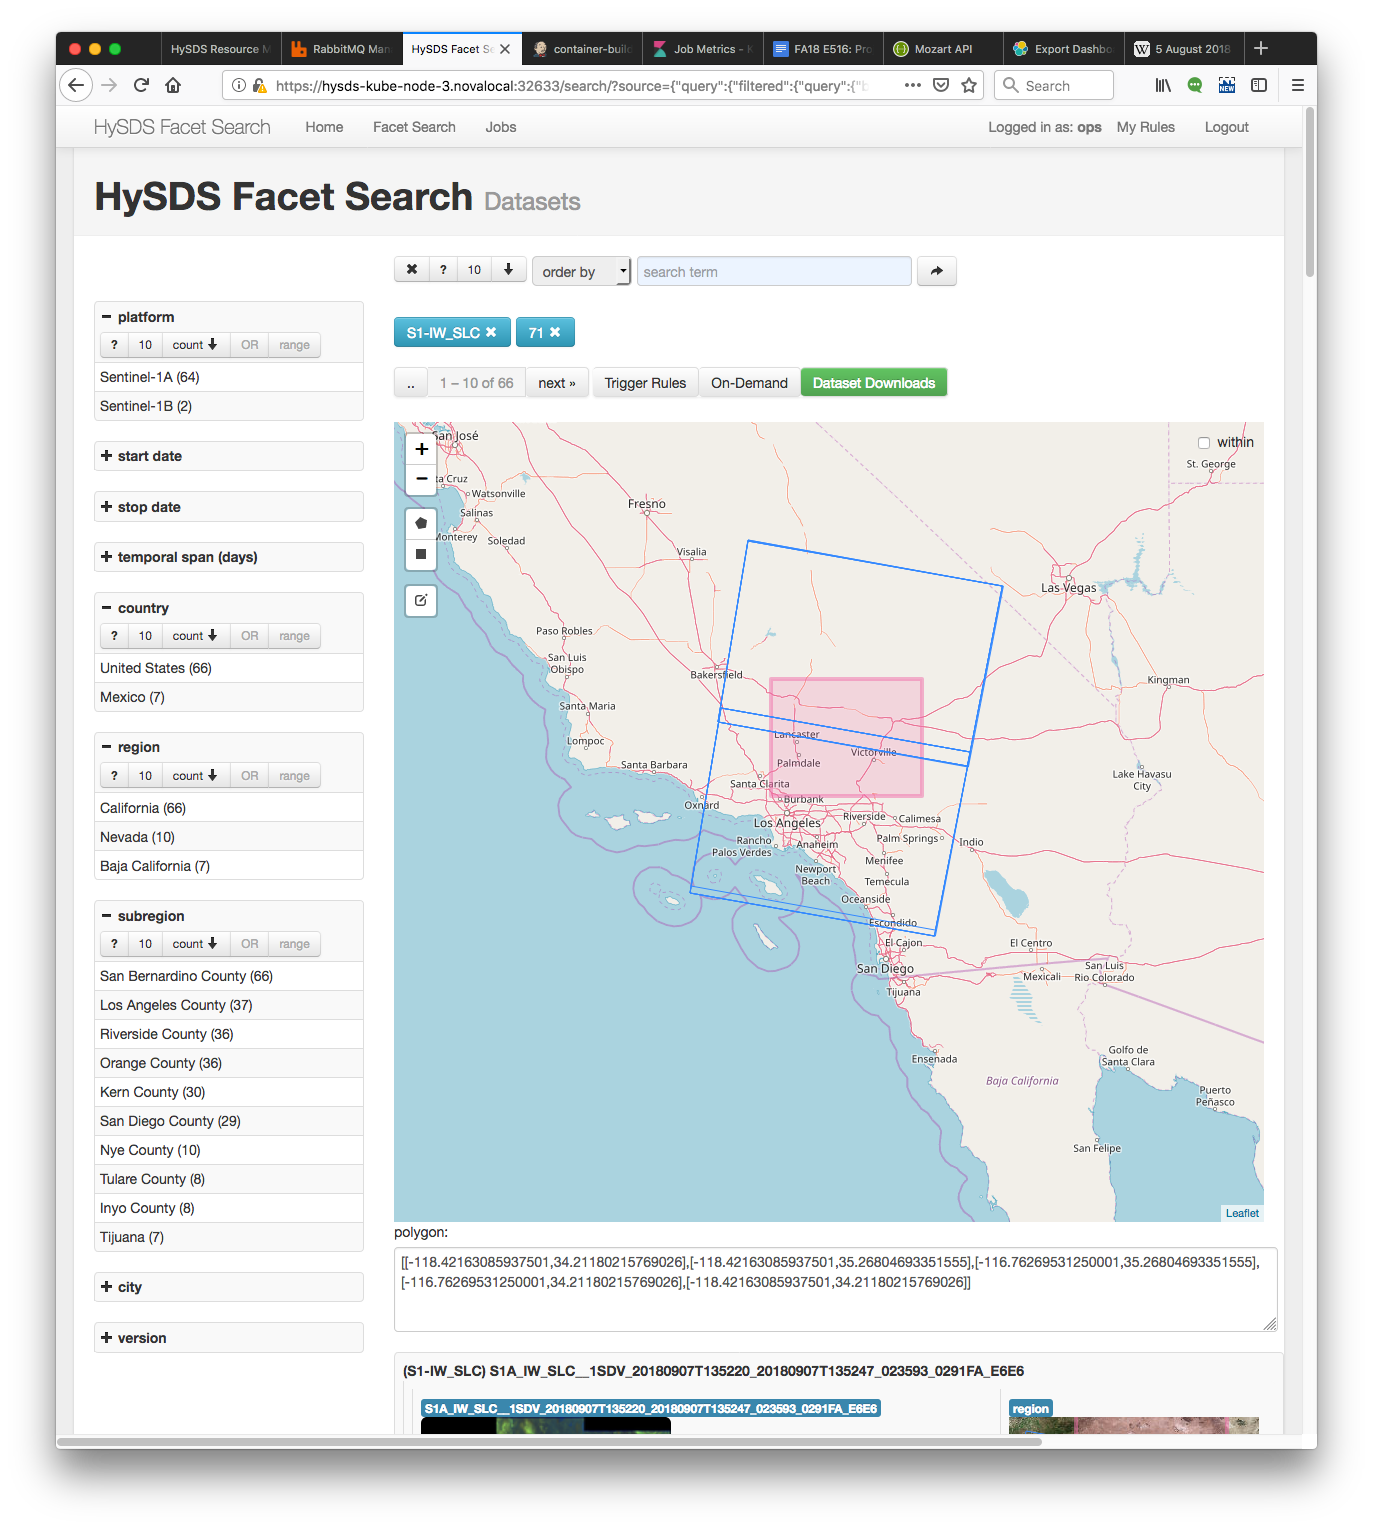 HySDS Resource M
RabbitMQ Man
HySDS Facet Se
container-buil
Job Metrics - K
FA18 E516: Pro
Mozart API
Export Dashbo
5 August 2018
https://hysds-kube-node-3.novalocal:32633/search/?source={"query":{"filtered":{"query":{"b
Search
HySDS Facet Search
Home
Facet Search
Jobs
Logged in as: ops
My Rules
Logout
HySDS Facet Search Datasets
? 10
order by
search term
S1-IW_SLC
71
..
1 – 10 of 66
next »
Trigger Rules
On-Demand
Dataset Downloads
platform
? 10 count OR range
Sentinel-1A (64)
Sentinel-1B (2)
start date
stop date
temporal span (days)
country
? 10 count OR range
United States (66)
Mexico (7)
region
? 10 count OR range
California (66)
Nevada (10)
Baja California (7)
subregion
? 10 count OR range
San Bernardino County (66)
Los Angeles County (37)
Riverside County (36)
Orange County (36)
Kern County (30)
San Diego County (29)
Nye County (10)
Tulare County (8)
Inyo County (8)
Tijuana (7)
city
version
+
−
within
San José
ta Cruz
Watsonville
Salinas
Monterey
Soledad
Fresno
Visalia
St. George
Las Vegas
Paso Robles
San Luis
Obispo
Bakersfield
Kingman
Santa Maria
Lompoc
Lancaster
Victorville
Palmdale
Santa Barbara
Santa Clarita
Lake Havasu
City
Oxnard
Burbank
Los Angeles
Riverside
Calimesa
Rancho
Palos Verdes
Anaheim
Palm Springs
Indio
Newport
Beach
Menifee
Temecula
Oceanside
Escondido
El Cajon
San Diego
Tijuana
El Centro
Mexicali
San Luis
Rio Colorado
Ensenada
Golfo de
Santa Clara
Baja California
Puerto
Peñasco
San Felipe
Leaflet
polygon:
[[-118.42163085937501,34.21180215769026],[-118.42163085937501,35.26804693351555],[-116.76269531250001,35.26804693351555],
[-116.76269531250001,34.21180215769026],[-118.42163085937501,34.21180215769026]]
(S1-IW_SLC) S1A_IW_SLC__1SDV_20180907T135220_20180907T135247_023593_0291FA_E6E6
S1A_IW_SLC__1SDV_20180907T135220_20180907T135247_023593_0291FA_E6E6
region